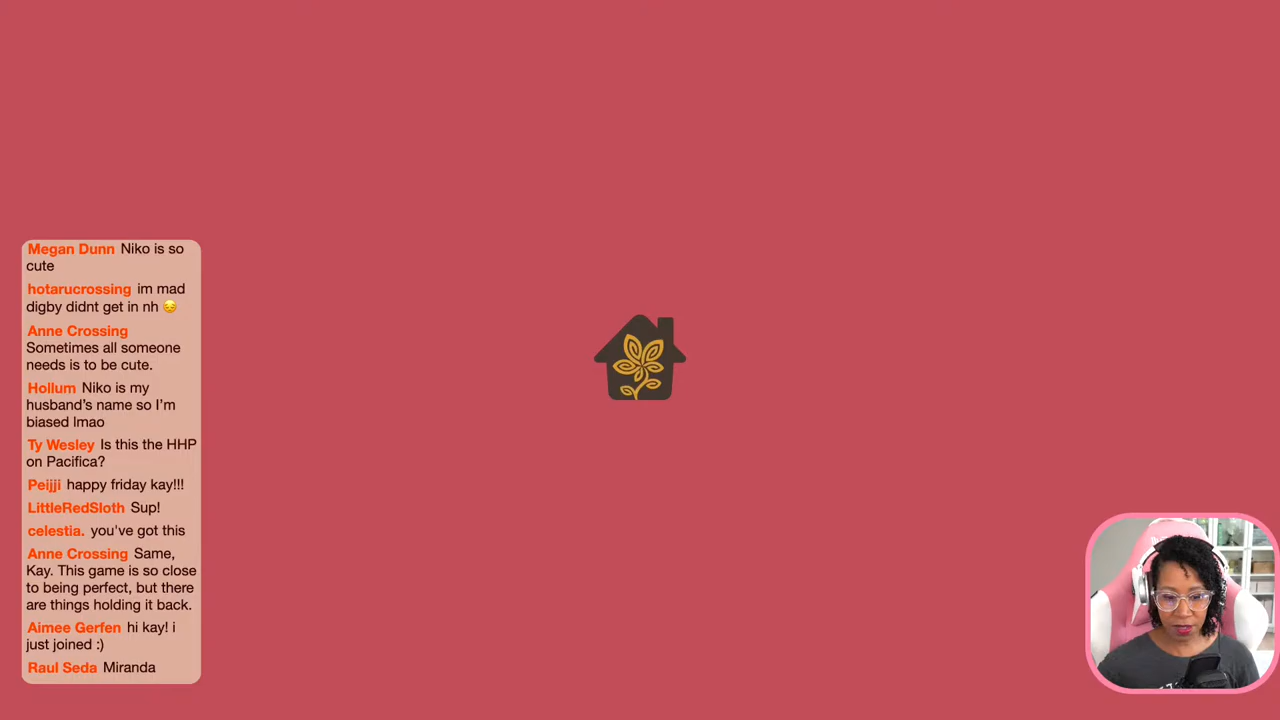 Megan Dunn Niko is so
cute
hotarucrossing im mad
digby didnt get in nh 😔
Anne Crossing
Sometimes all someone
needs is to be cute.
Hollum Niko is my
husband’s name so I’m
biased lmao
Ty Wesley Is this the HHP
on Pacifica?
Peijji happy friday kay!!!
LittleRedSloth Sup!
celestia. you've got this
Anne Crossing Same,
Kay. This game is so close
to being perfect, but there
are things holding it back.
Aimee Gerfen hi kay! i
just joined :)
Raul Seda Miranda